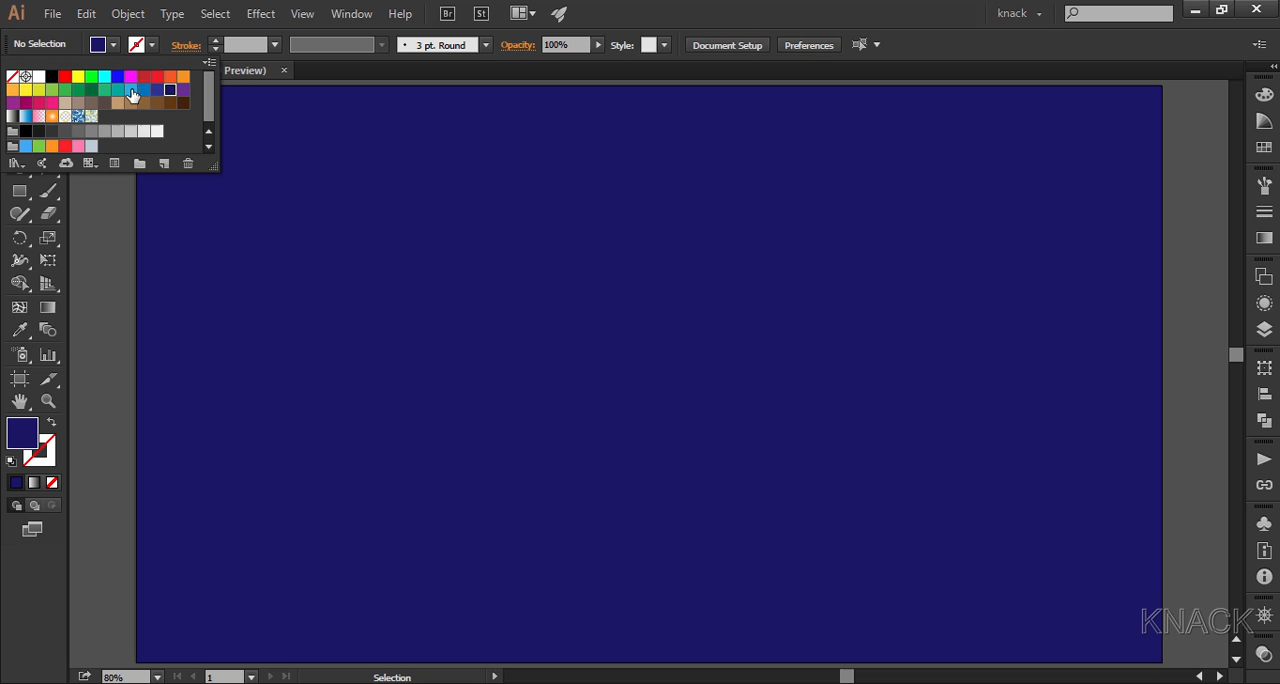 Ai File Edit Object Type Select Effect View Window Help Br St knack
No Selection Stroke: 3 pt. Round Opacity: 100% Style: Document Setup Preferences
Preview) ×
KNACK
80% 1 Selection